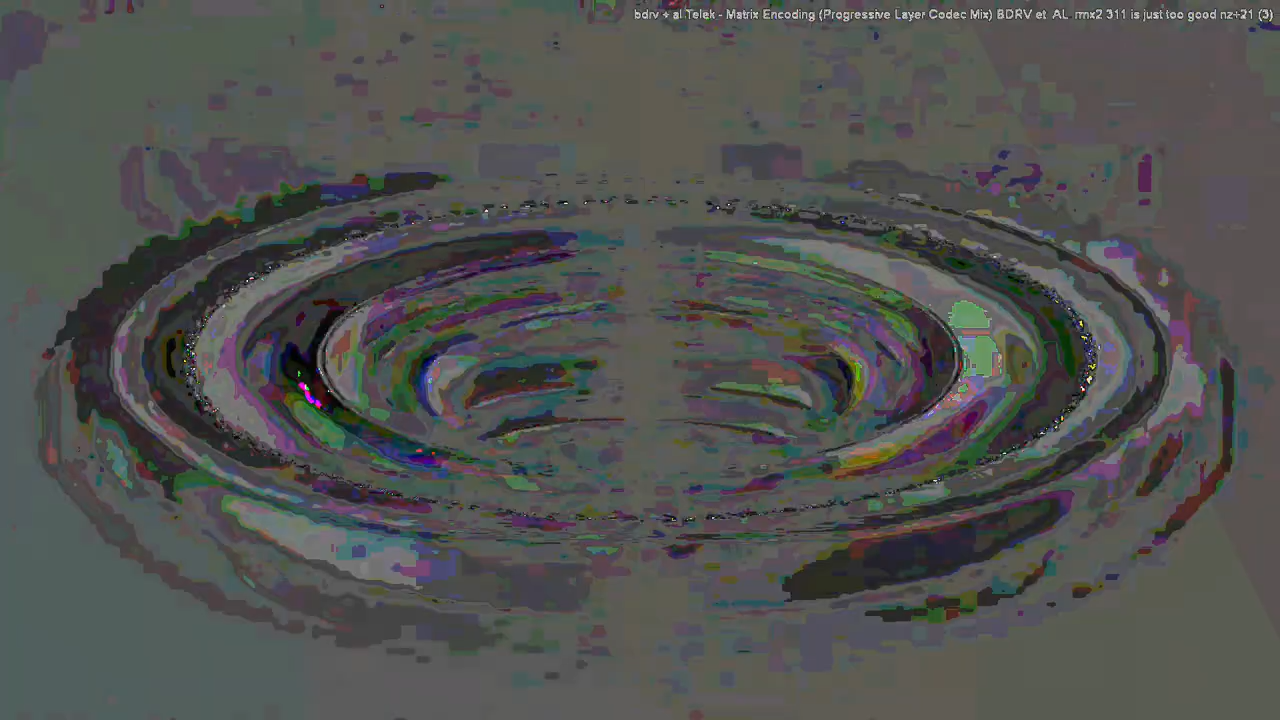 bdrv + al Telek - Matrix Encoding (Progressive Layer Codec Mix) BDRV et AL. rmx2 311 is just too good nz+21 (3)